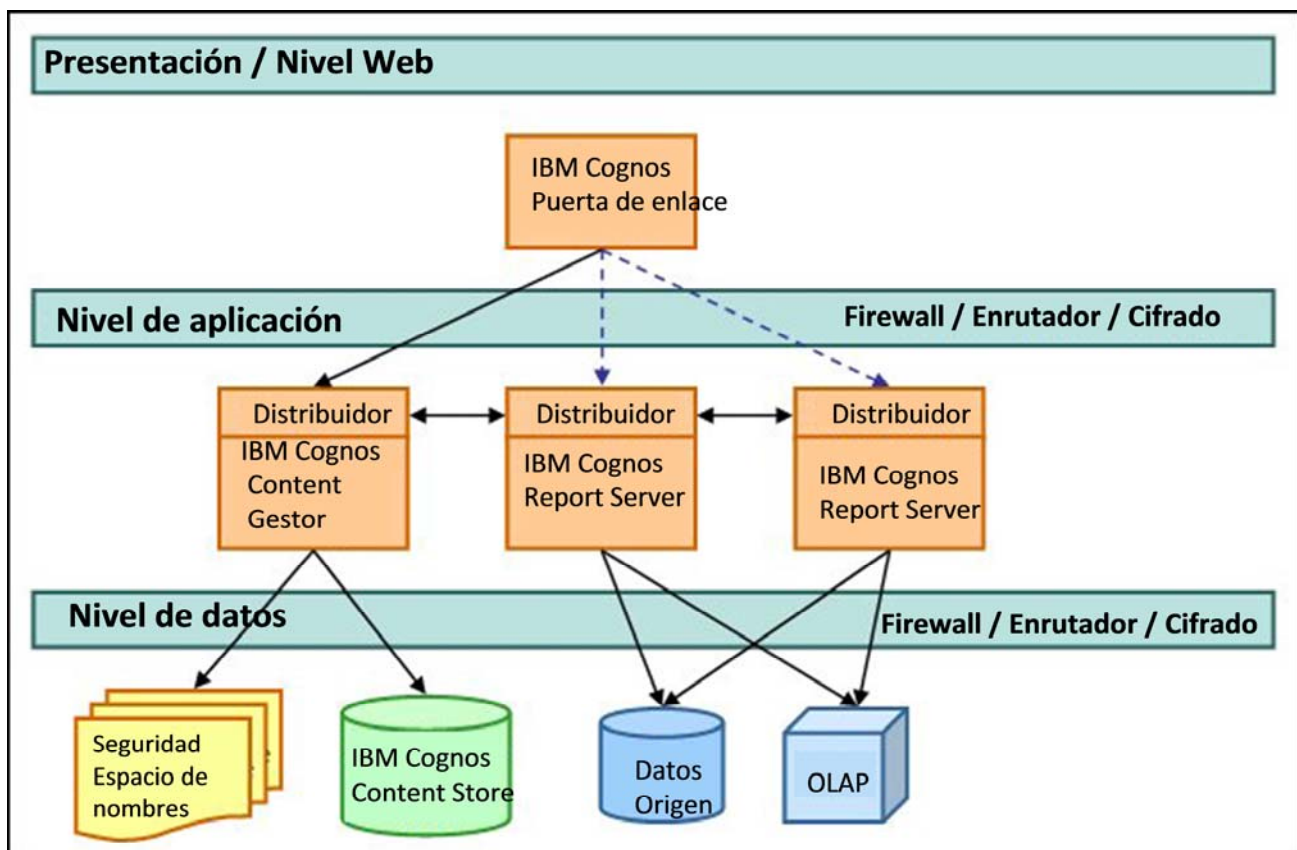 Presentación / Nivel Web
IBM Cognos
Puerta de enlace
Nivel de aplicación
Firewall / Enrutador / Cifrado
Distribuidor
IBM Cognos
Content
Gestor
Distribuidor
IBM Cognos
Report Server
Distribuidor
IBM Cognos
Report Server
Nivel de datos
Firewall / Enrutador / Cifrado
Seguridad
Espacio de
nombres
IBM Cognos
Content Store
Datos
Origen
OLAP